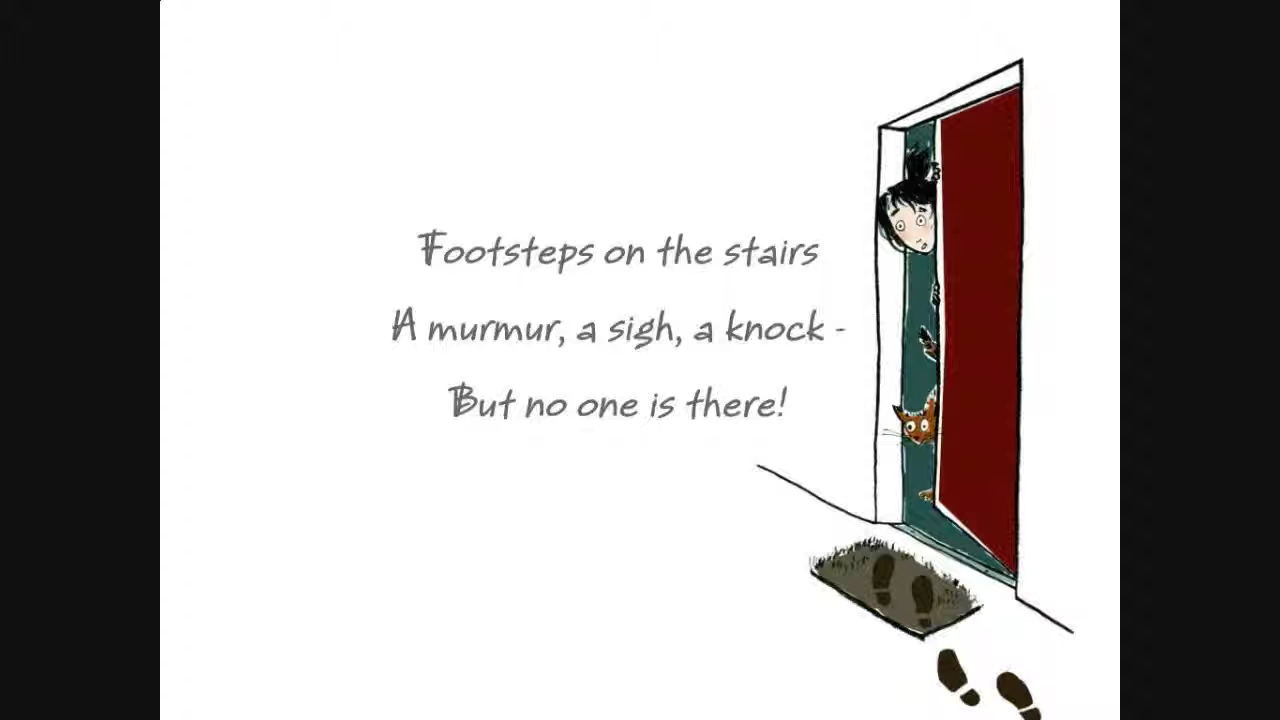 Footsteps on the stairs
A murmur, a sigh, a knock -
But no one is there!